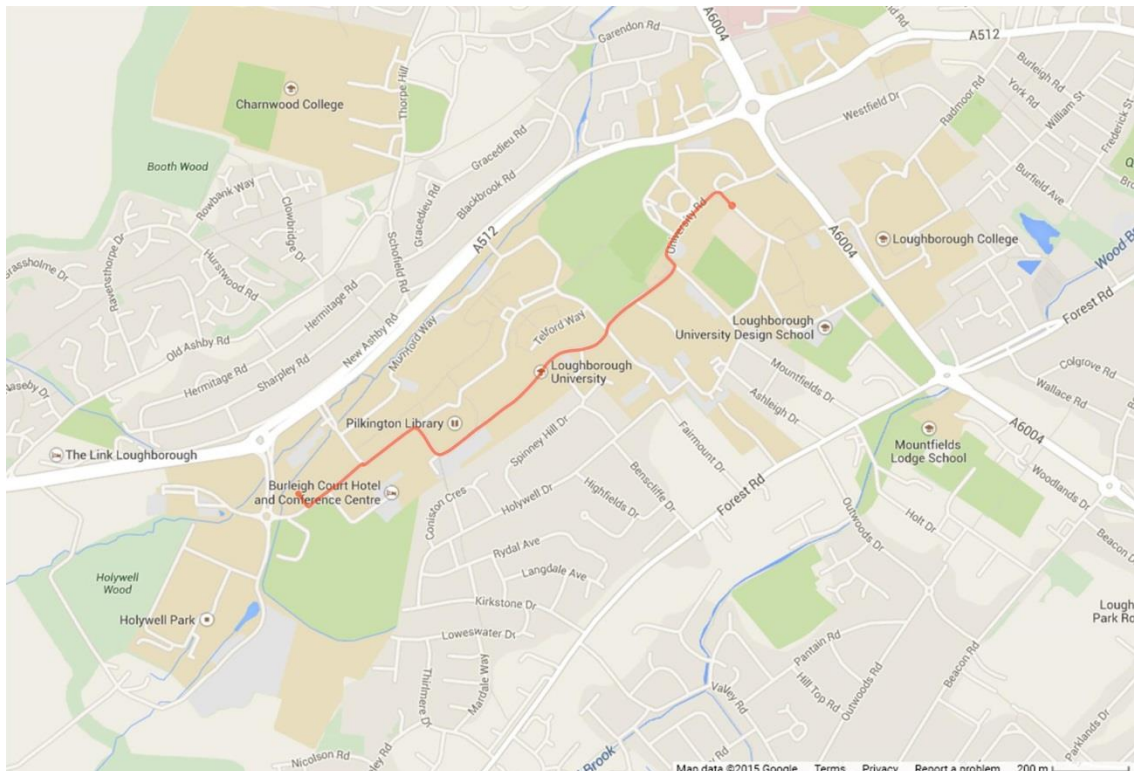 Garendon Rd
A6004
A512
Charnwood College
Thorpe Hill
Burleigh Rd
York Rd
William St
Radmoor Rd
Frederick St
Westfield Dr
Gracedieu Rd
Booth Wood
Blackbrook Rd
Rowbank Way
Clowbridge Dr
Gracedieu Rd
Burfield Ave
University Rd
Schofield Rd
A512
A6004
Loughborough College
Ravensthorpe Dr
Hurstwood Rd
Hermitage Rd
Forest Rd
Old Ashby Rd
New Ashby Rd
Mumford Way
Telford Way
Loughborough
University Design School
Hermitage Rd
Sharpley Rd
Loughborough
University
Mountfields Dr
Colgrove Rd
Wallace Rd
Ashleigh Dr
Pilkington Library
Spinney Hill Dr
Fairmount Dr
A6004
Mountfields
Lodge School
The Link Loughborough
Burleigh Court Hotel
and Conference Centre
Coniston Cres
Holywell Dr
Benscliffe Dr
Highfields Dr
Forest Rd
Woodlands Dr
Outwoods Dr
Holt Dr
Rydal Ave
Langdale Ave
Holywell
Wood
Kirkstone Dr
Holywell Park
Loweswater Dr
Pantain Rd
Beacon Rd
Thirlmere Dr
Mardale Way
Hill Top Rd
Outwoods Rd
Valley Rd
Parklands Dr
Nicolson Rd
Brook
Map data ©2015 Google Terms Privacy Report a problem 200 m